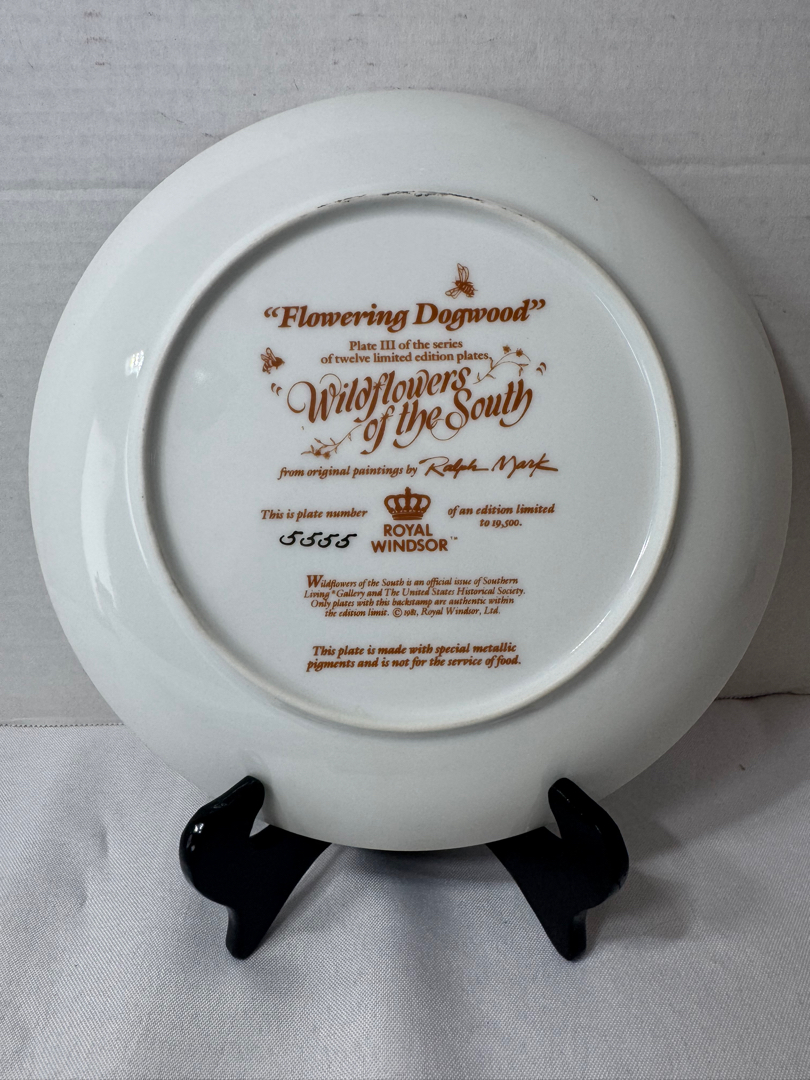 “Flowering Dogwood”
Plate III of the series
of twelve limited edition plates,
“Wildflowers
of the South”
from original paintings by Ralph Mark
This is plate number
5555
ROYAL
WINDSOR™
of an edition limited
to 19,500.
Wildflowers of the South is an official issue of Southern
Living® Gallery and The United States Historical Society.
Only plates with this backstamp are authentic within
the edition limit. © 1981, Royal Windsor, Ltd.
This plate is made with special metallic
pigments and is not for the service of food.